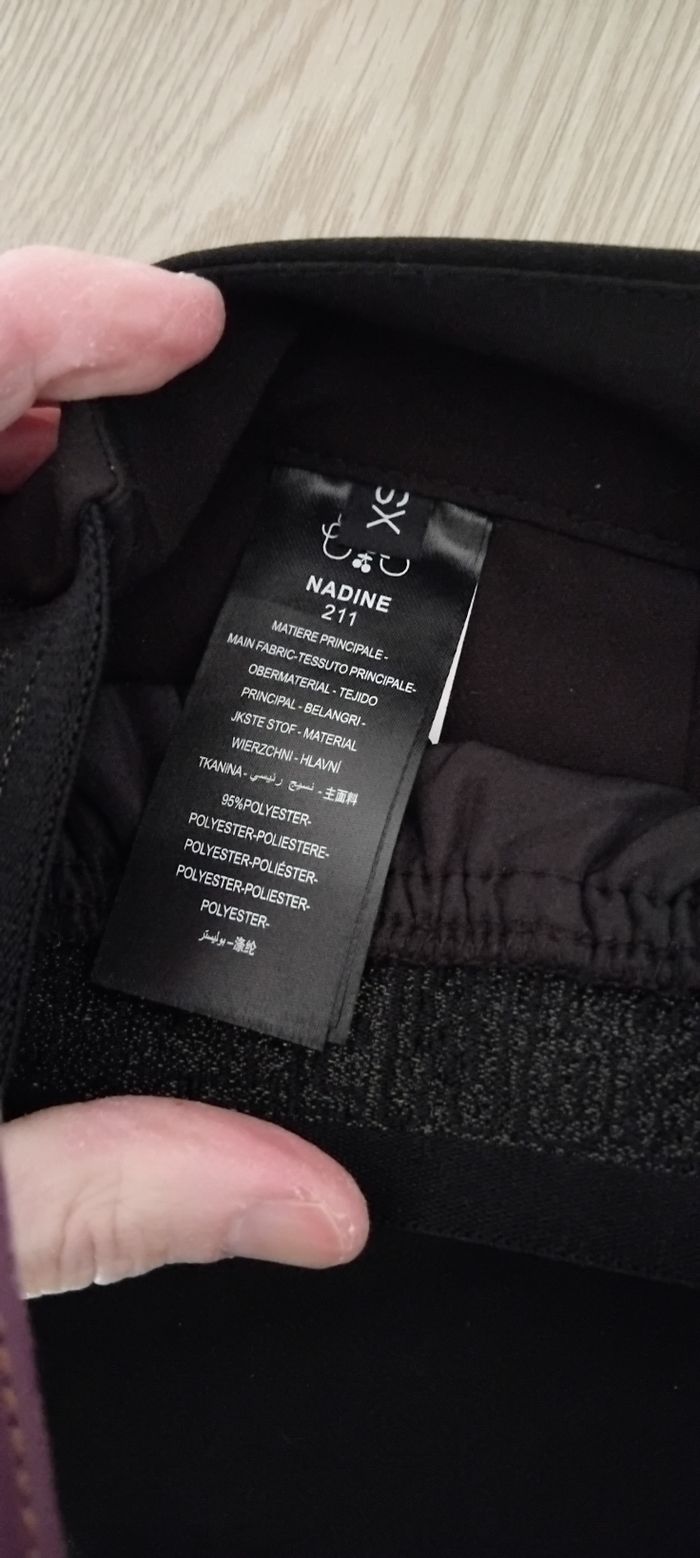 XS
NADINE
211
MATIERE PRINCIPALE -
MAIN FABRIC-TESSUTO PRINCIPALE-
OBERMATERIAL - TEJIDO
PRINCIPAL - BELANGRI -
JKSTE STOF - MATERIAL
WIERZCHNI - HLAVNÍ
TKANINA - نسيج رئيسي - 主面料
95%POLYESTER-
POLYESTER-POLIESTERE-
POLYESTER-POLIÉSTER-
POLYESTER-POLIESTER-
POLYESTER-
بوليستر – 涤纶